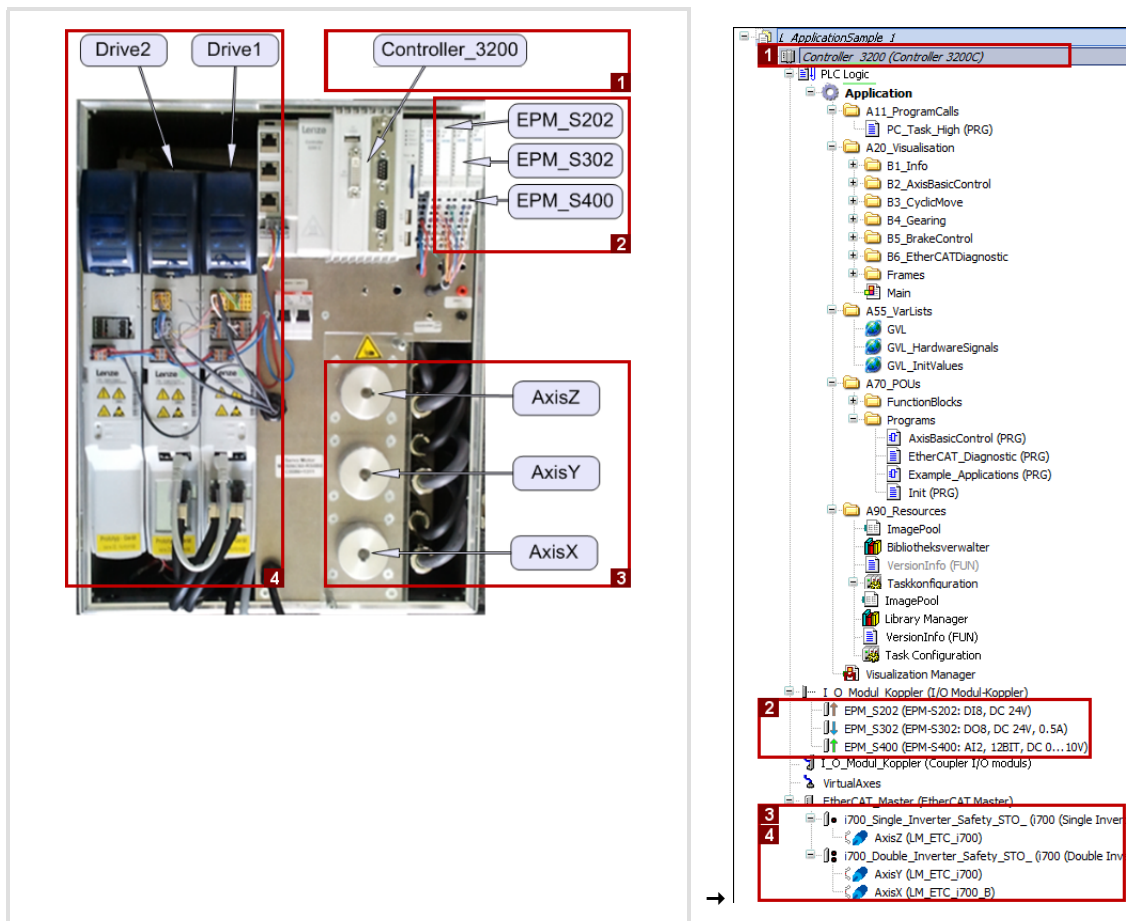 Drive2
Drive1
Controller_3200
1
EPM_S202
EPM_S302
EPM_S400
2
Lenze
Lenze
Lenze
AxisZ
AxisY
AxisX
3
4
L_ApplicationSample_1
1
Controller_3200 (Controller 3200C)
PLC Logic
Application
A11_ProgramCalls
PC_Task_High (PRG)
A20_Visualisation
B1_Info
B2_AxisBasicControl
B3_CyclicMove
B4_Gearing
B5_BrakeControl
B6_EtherCATDiagnostic
Frames
Main
A55_VarLists
GVL
GVL_HardwareSignals
GVL_InitValues
A70_POUs
FunctionBlocks
Programs
AxisBasicControl (PRG)
EtherCAT_Diagnostic (PRG)
Example_Applications (PRG)
Init (PRG)
A90_Resources
ImagePool
Bibliotheksverwalter
VersionInfo (FUN)
Taskkonfiguration
ImagePool
Library Manager
VersionInfo (FUN)
Task Configuration
Visualization Manager
I_O_Modul_Koppler (I/O Modul-Koppler)
2
EPM_S202 (EPM-S202: DI8, DC 24V)
EPM_S302 (EPM-S302: DO8, DC 24V, 0.5A)
EPM_S400 (EPM-S400: AI2, 12BIT, DC 0...10V)
I_O_Modul_Koppler (Coupler I/O moduls)
VirtualAxes
EtherCAT_Master (EtherCAT Master)
3
4
i700_Single_Inverter_Safety_STO_ (i700 (Single Inver
AxisZ (LM_ETC_i700)
i700_Double_Inverter_Safety_STO_ (i700 (Double Inv
AxisY (LM_ETC_i700)
AxisX (LM_ETC_i700_B)